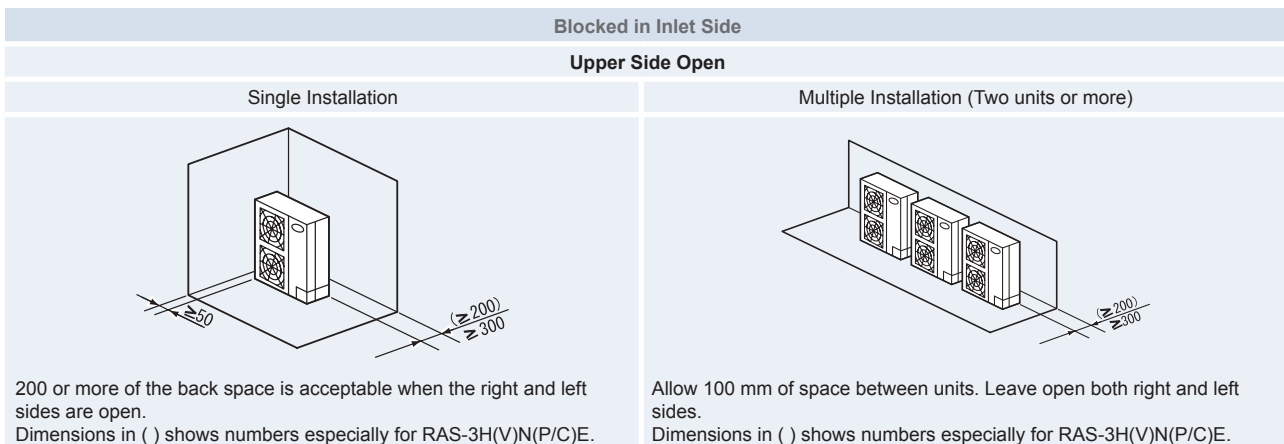 Blocked in Inlet Side
Upper Side Open
Single Installation
Multiple Installation (Two units or more)
≥50
(≥200)
≥300
(≥200)
≥300
200 or more of the back space is acceptable when the right and left
sides are open.
Dimensions in ( ) shows numbers especially for RAS-3H(V)N(P/C)E.
Allow 100 mm of space between units. Leave open both right and left
sides.
Dimensions in ( ) shows numbers especially for RAS-3H(V)N(P/C)E.